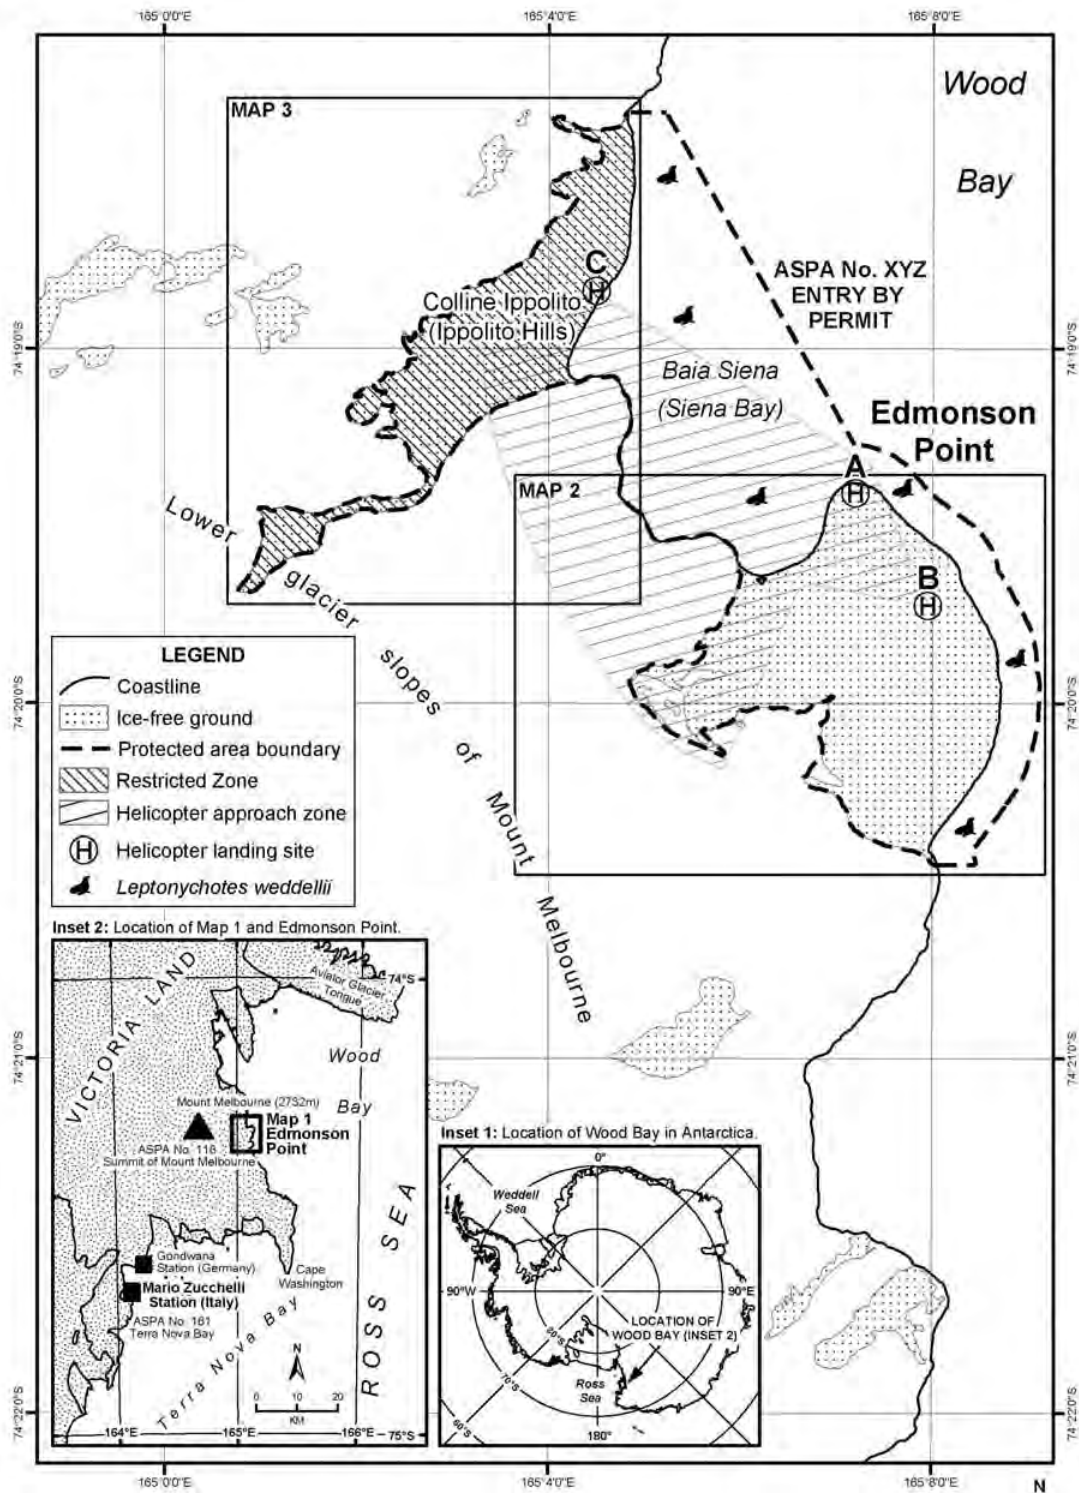 165°0'0"E
165°4'0"E
165°8'0"E
MAP 3
Wood
Bay
ASPA No. XYZ
ENTRY BY
PERMIT
C
H
Colline Ippolito
(Ippolito Hills)
74°19'0"S
74°19'0"S
Baia Siena
(Siena Bay)
Edmonson
Point
A
H
MAP 2
B
H
Lower glacier slopes of Mount Melbourne
LEGEND
Coastline
Ice-free ground
Protected area boundary
Restricted Zone
Helicopter approach zone
H Helicopter landing site
Leptonychotes weddellii
74°20'0"S
74°20'0"S
Inset 2: Location of Map 1 and Edmonson Point.
VICTORIA LAND
Aviator Glacier
Tongue
74°S
Wood
Bay
Mount Melbourne (2732m)
Map 1
Edmonson
Point
ASPA No. 118
Summit of Mount Melbourne
Gondwana
Station (Germany)
Mario Zucchelli
Station (Italy)
ASPA No. 161
Terra Nova Bay
Cape
Washington
Terra Nova Bay
ROSS SEA
N
0 10 20
KM
164°E
165°E
166°E
75°S
74°21'0"S
74°21'0"S
Inset 1: Location of Wood Bay in Antarctica.
0°
Weddell
Sea
90°W
90°E
LOCATION OF
WOOD BAY (INSET 2)
80°S
70°S
60°S
Ross
Sea
180°
74°22'0"S
74°22'0"S
165°0'0"E
165°4'0"E
165°8'0"E
N